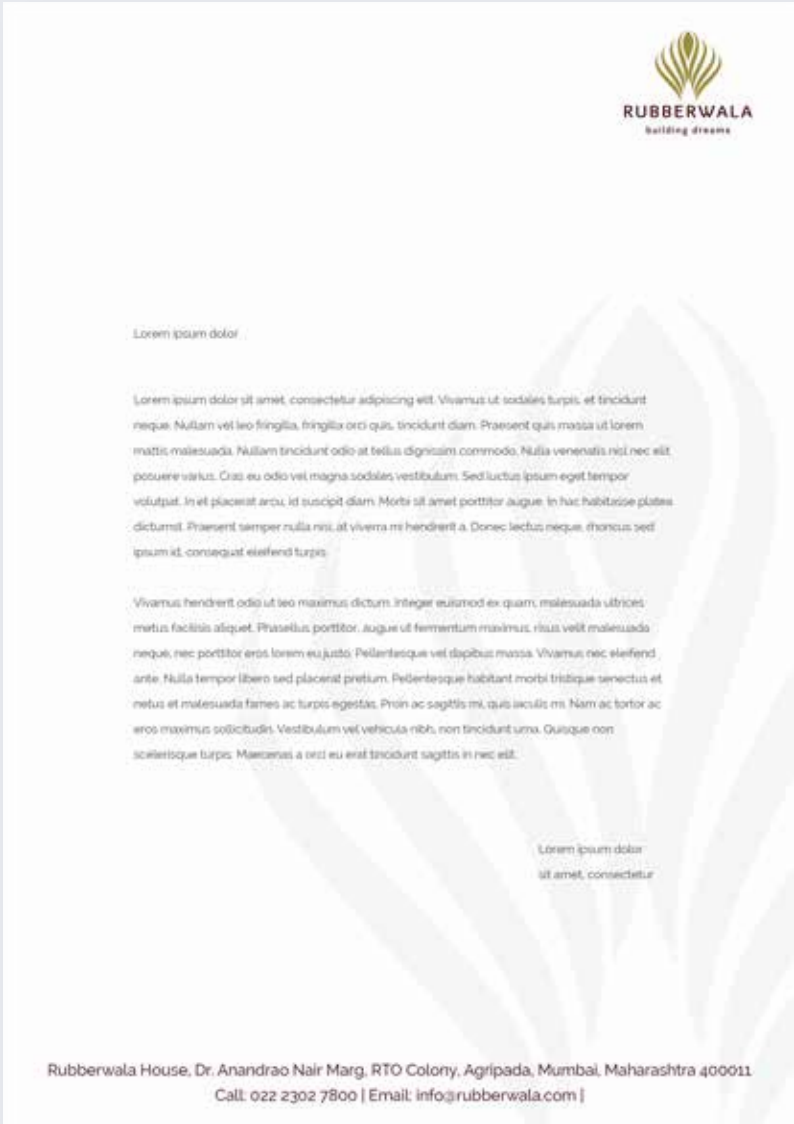 RUBBERWALA
building dreams
Lorem ipsum dolor
Lorem ipsum dolor sit amet, consectetur adipiscing elit. Vivamus ut sodales turpis, et tincidunt
neque. Nullam vel leo fringilla, fringilla orci quis, tincidunt diam. Praesent quis massa ut lorem
mattis malesuada. Nullam tincidunt odio at tellus dignissim commodo. Nulla venenatis nisl nec elit
posuere varius. Cras eu odio vel magna sodales vestibulum. Sed luctus ipsum eget tempor
volutpat. In et placerat arcu, id suscipit diam. Morbi sit amet porttitor augue. In hac habitasse platea
dictumst. Praesent semper nulla nisi, at viverra mi hendrerit a. Donec lectus neque, rhoncus sed
ipsum id, consequat eleifend turpis.
Vivamus hendrerit odio ut leo maximus dictum. Integer euismod ex quam, malesuada ultrices
metus facilisis aliquet. Phasellus porttitor, augue ut fermentum maximus, risus velit malesuada
neque, nec porttitor eros lorem eu justo. Pellentesque vel dapibus massa. Vivamus nec eleifend
ante. Nulla tempor libero sed placerat pretium. Pellentesque habitant morbi tristique senectus et
netus et malesuada fames ac turpis egestas. Proin ac sagittis mi, quis iaculis mi. Nam ac tortor ac
eros maximus sollicitudin. Vestibulum vel vehicula nibh, non tincidunt urna. Quisque non
scelerisque turpis. Maecenas a orci eu erat tincidunt sagittis in nec elit.
Lorem ipsum dolor
sit amet, consectetur
Rubberwala House, Dr. Anandrao Nair Marg, RTO Colony, Agripada, Mumbai, Maharashtra 400011
Call: 022 2302 7800 | Email: info@rubberwala.com |